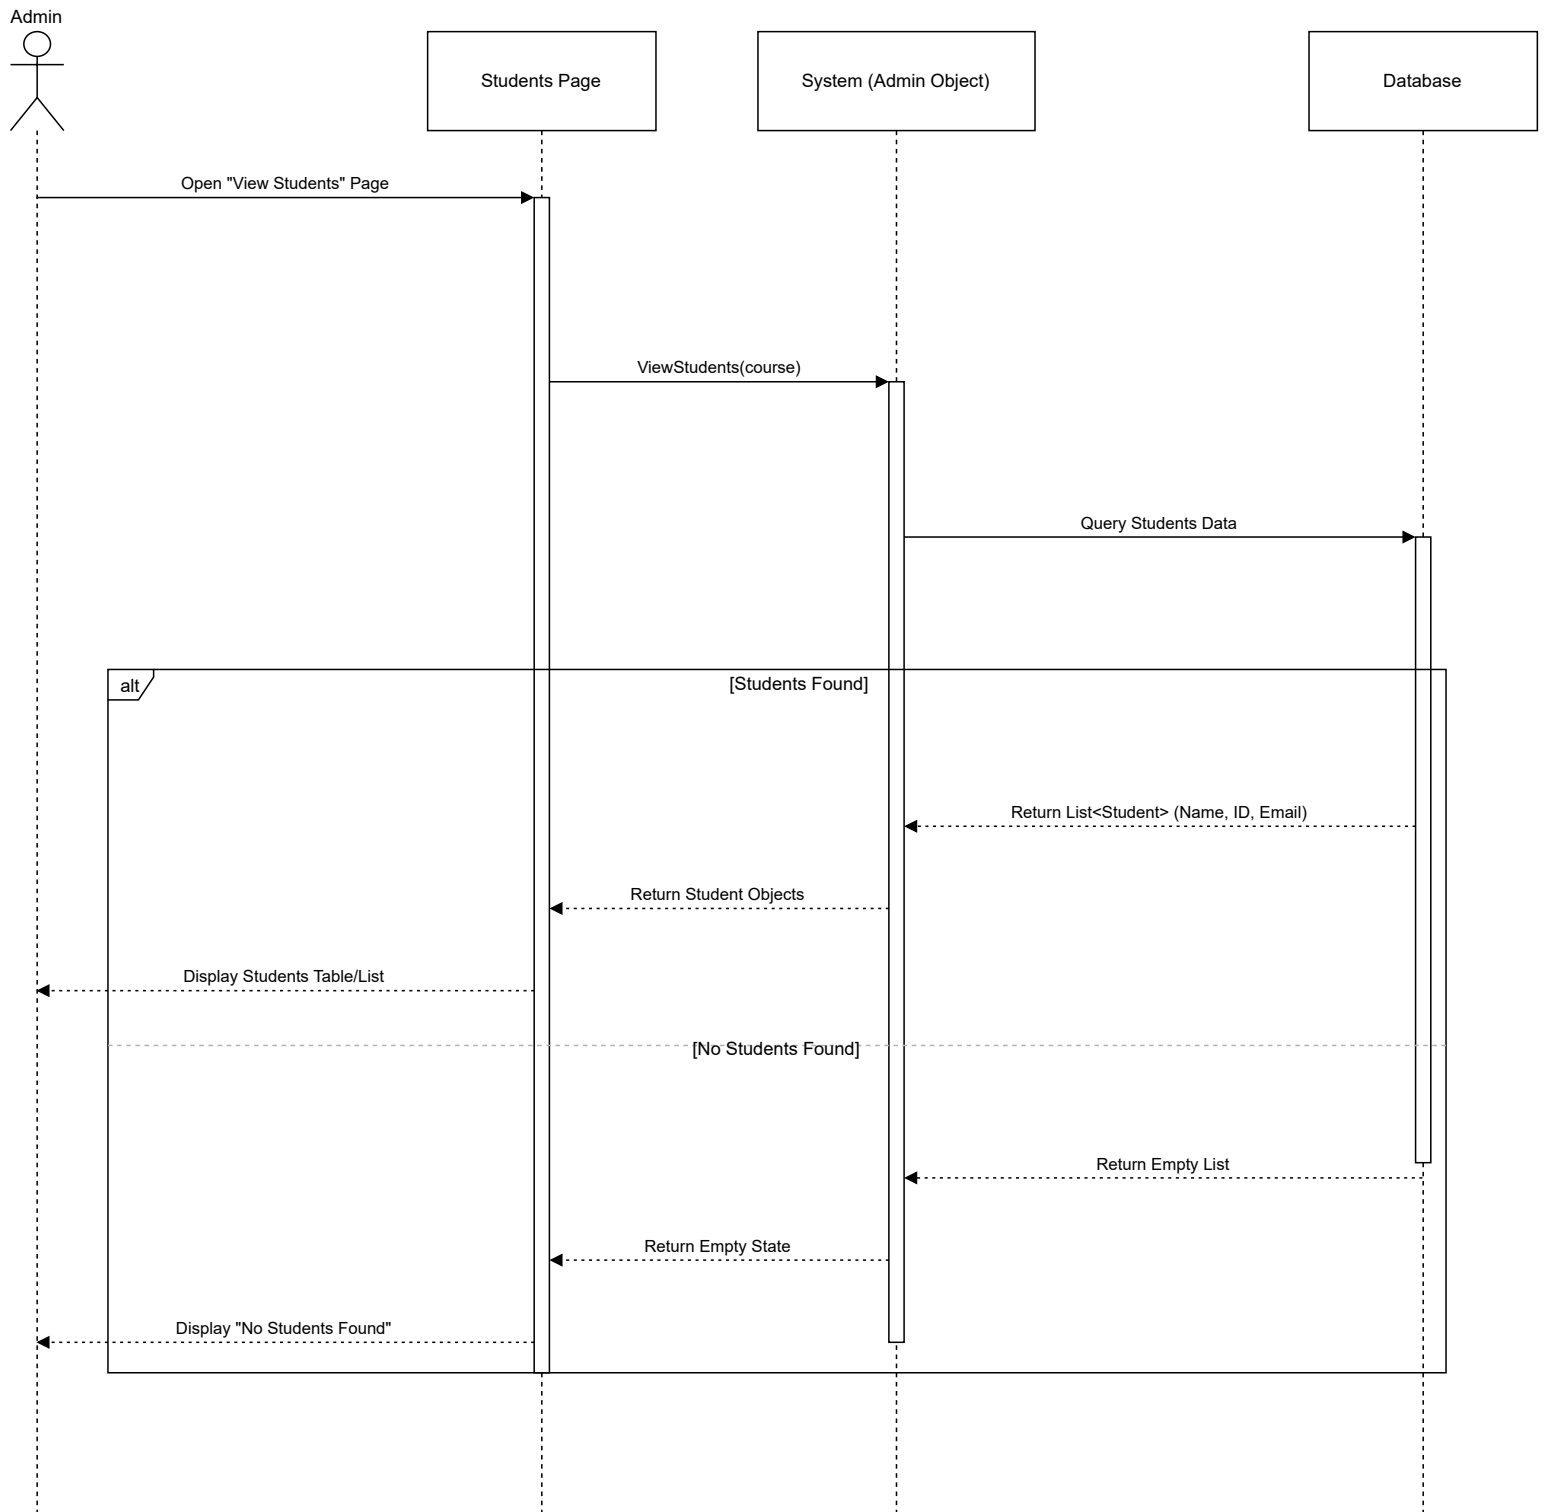 Admin
Students Page
System (Admin Object)
Database
Open "View Students" Page
ViewStudents(course)
Query Students Data
alt
[Students Found]
Return List<Student> (Name, ID, Email)
Return Student Objects
Display Students Table/List
[No Students Found]
Return Empty List
Return Empty State
Display "No Students Found"